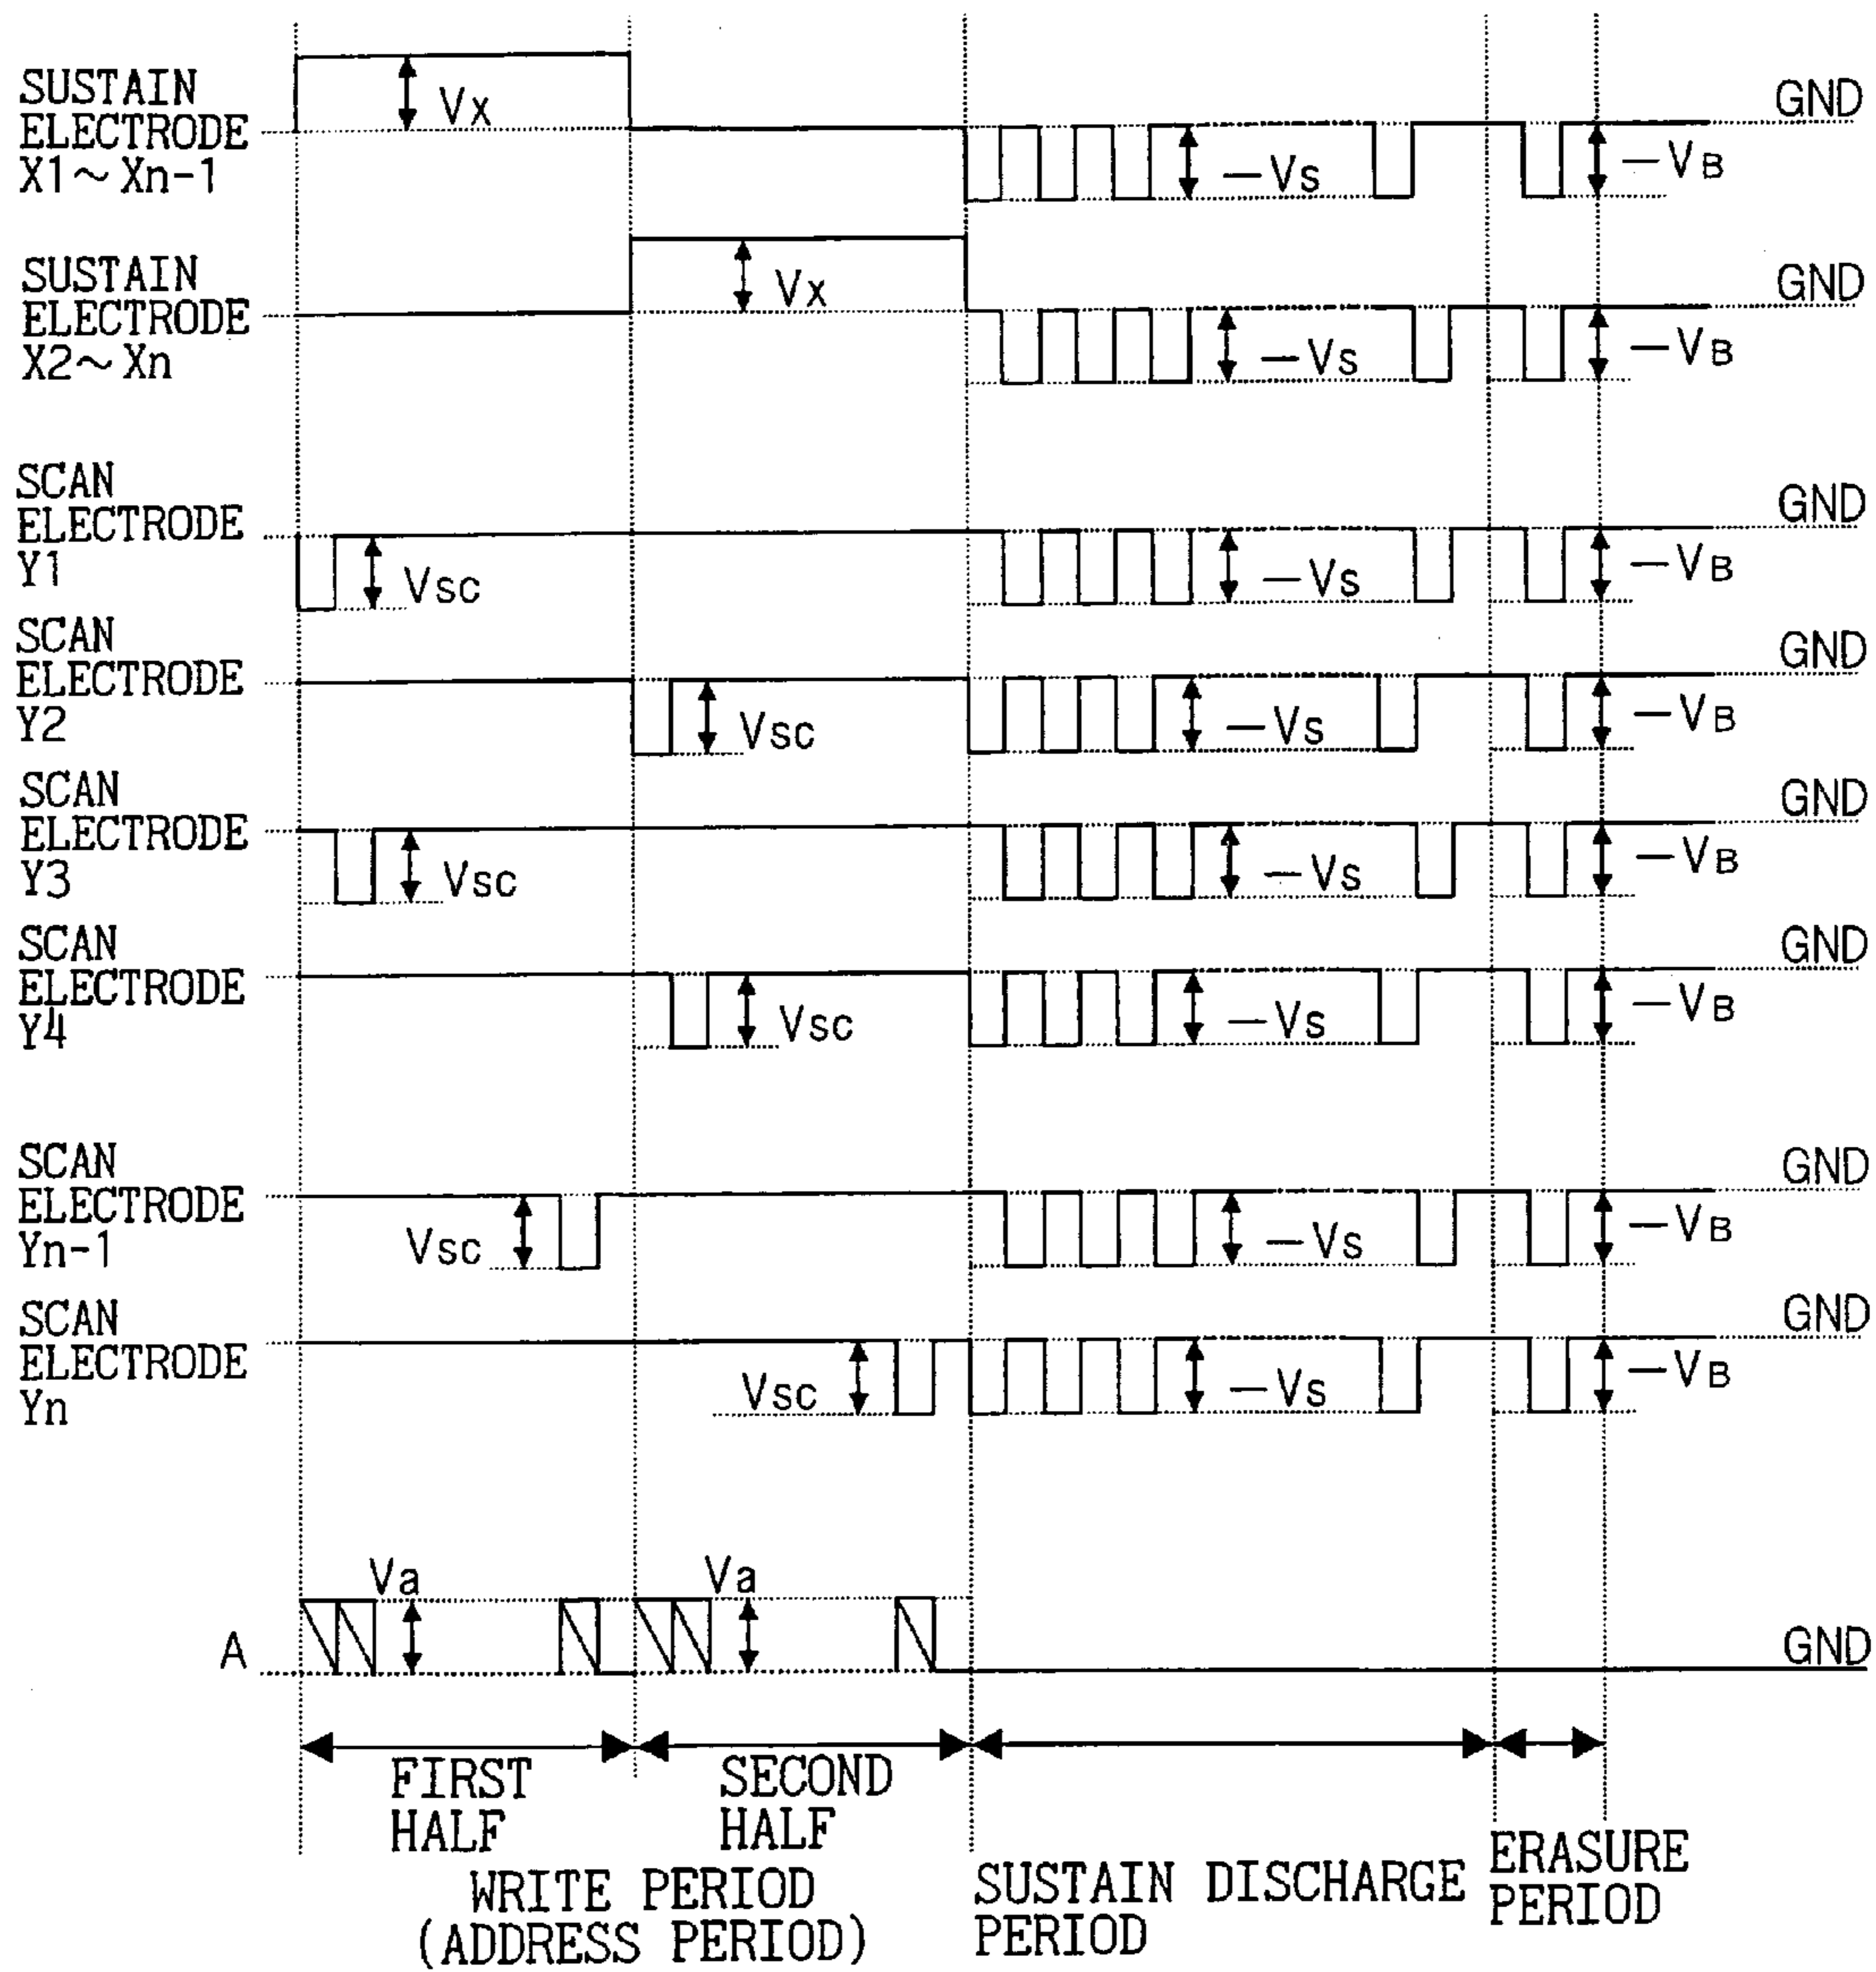 SUSTAIN
ELECTRODE
X1~Xn-1
Vx
-Vs
GND
-VB
SUSTAIN
ELECTRODE
X2~Xn
Vx
-Vs
GND
-VB
SCAN
ELECTRODE
Y1
Vsc
-Vs
GND
-VB
SCAN
ELECTRODE
Y2
Vsc
-Vs
GND
-VB
SCAN
ELECTRODE
Y3
Vsc
-Vs
GND
-VB
SCAN
ELECTRODE
Y4
Vsc
-Vs
GND
-VB
SCAN
ELECTRODE
Yn-1
Vsc
-Vs
GND
-VB
SCAN
ELECTRODE
Yn
Vsc
-Vs
GND
-VB
A
Va
Va
GND
FIRST
HALF
SECOND
HALF
WRITE PERIOD
(ADDRESS PERIOD)
SUSTAIN DISCHARGE
PERIOD
ERASURE
PERIOD